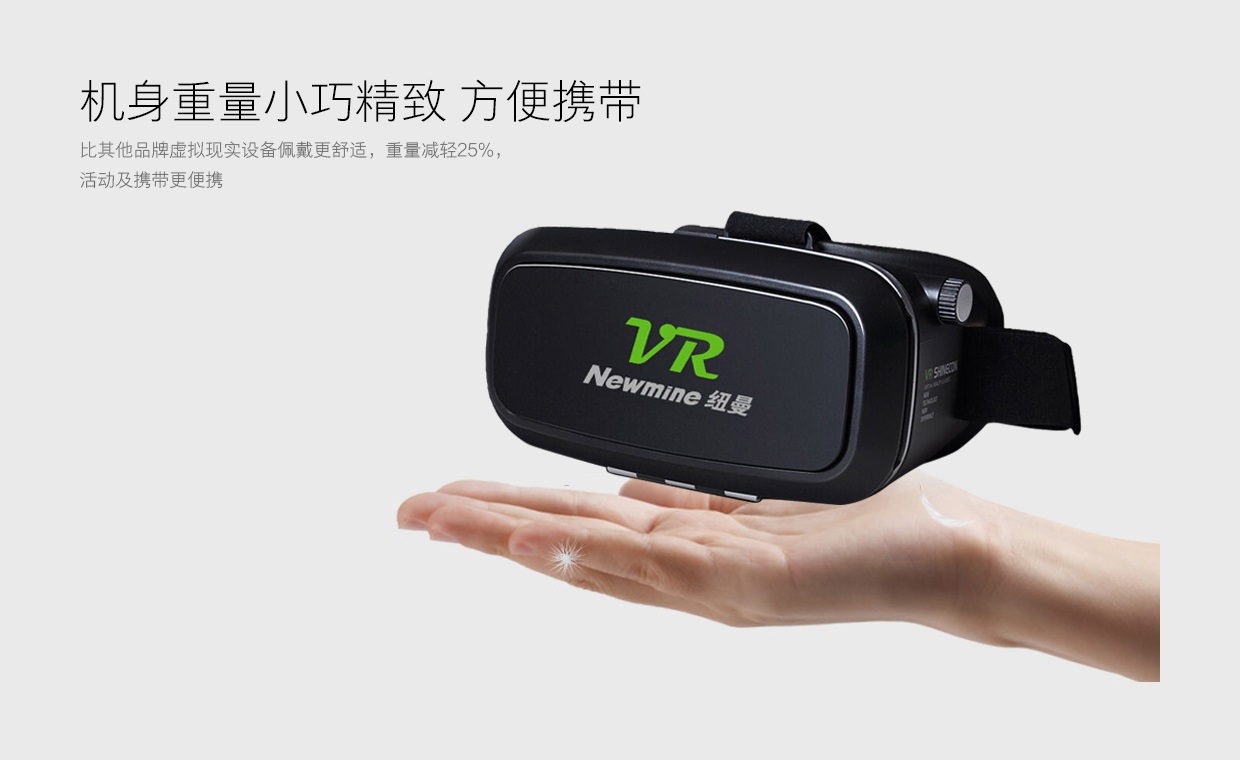 机身重量小巧精致 方便携带
比其他品牌虚拟现实设备佩戴更舒适，重量减轻25%，
活动及携带更便携
VR
Newmine 纽曼
VR SHINECON